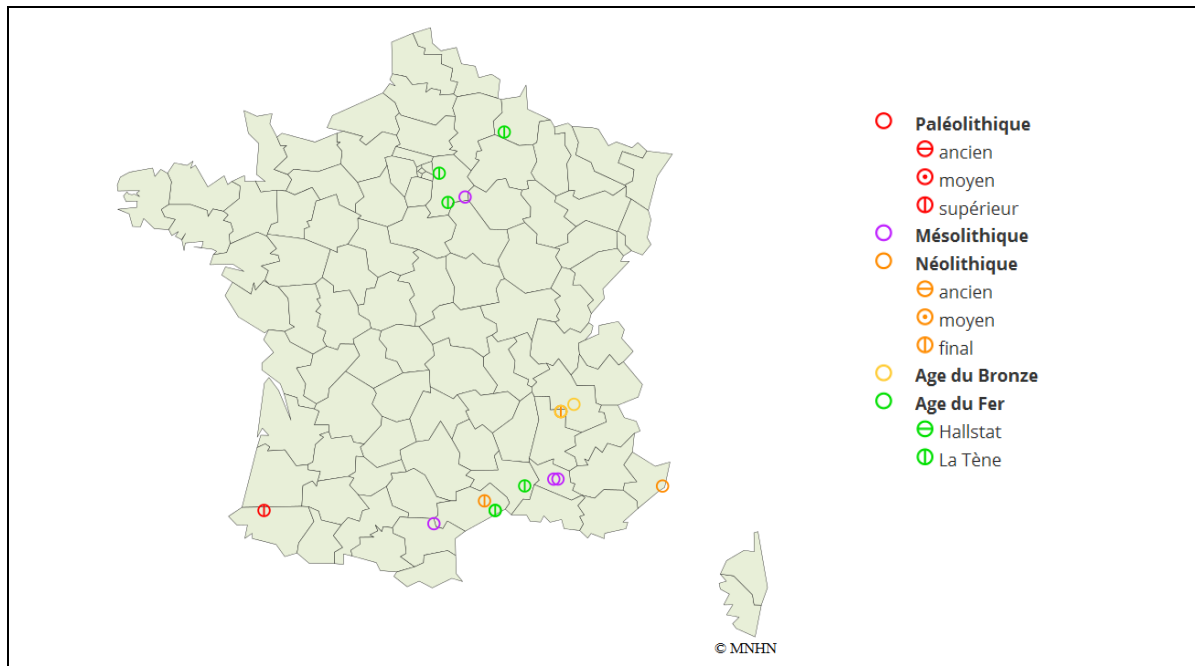 Paléolithique
ancien
moyen
supérieur
Mésolithique
Néolithique
ancien
moyen
final
Age du Bronze
Age du Fer
Hallstat
La Tène
© MNHN